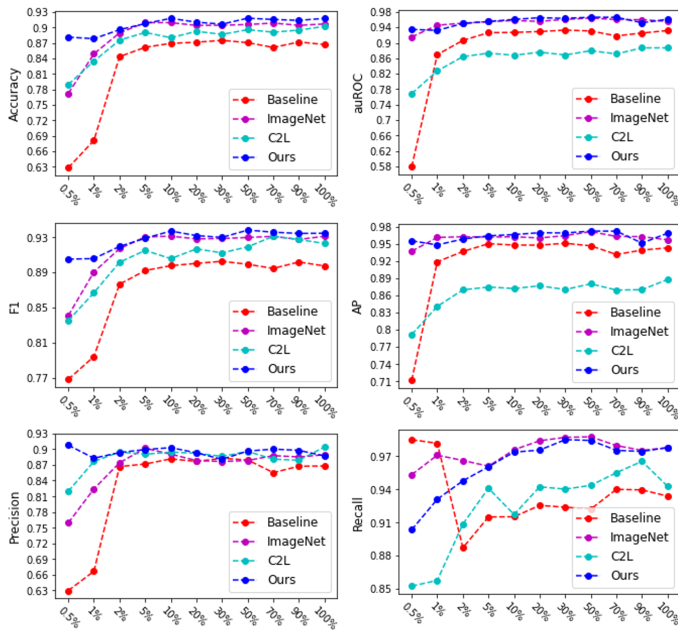 Accuracy
0.93
0.9
0.87
0.84
0.81
0.78
0.75
0.72
0.69
0.66
0.63
Baseline
ImageNet
C2L
Ours
0.5% 1% 2% 5% 10% 20% 30% 50% 70% 90% 100%
auROC
0.98
0.94
0.9
0.86
0.82
0.78
0.74
0.7
0.66
0.62
0.58
Baseline
ImageNet
C2L
Ours
0.5% 1% 2% 5% 10% 20% 30% 50% 70% 90% 100%
F1
0.93
0.89
0.85
0.81
0.77
Baseline
ImageNet
C2L
Ours
0.5% 1% 2% 5% 10% 20% 30% 50% 70% 90% 100%
AP
0.98
0.95
0.92
0.89
0.86
0.83
0.8
0.77
0.74
0.71
Baseline
ImageNet
C2L
Ours
0.5% 1% 2% 5% 10% 20% 30% 50% 70% 90% 100%
Precision
0.93
0.9
0.87
0.84
0.81
0.78
0.75
0.72
0.69
0.66
0.63
Baseline
ImageNet
C2L
Ours
0.5% 1% 2% 5% 10% 20% 30% 50% 70% 90% 100%
Recall
0.97
0.94
0.91
0.88
0.85
Baseline
ImageNet
C2L
Ours
0.5% 1% 2% 5% 10% 20% 30% 50% 70% 90% 100%